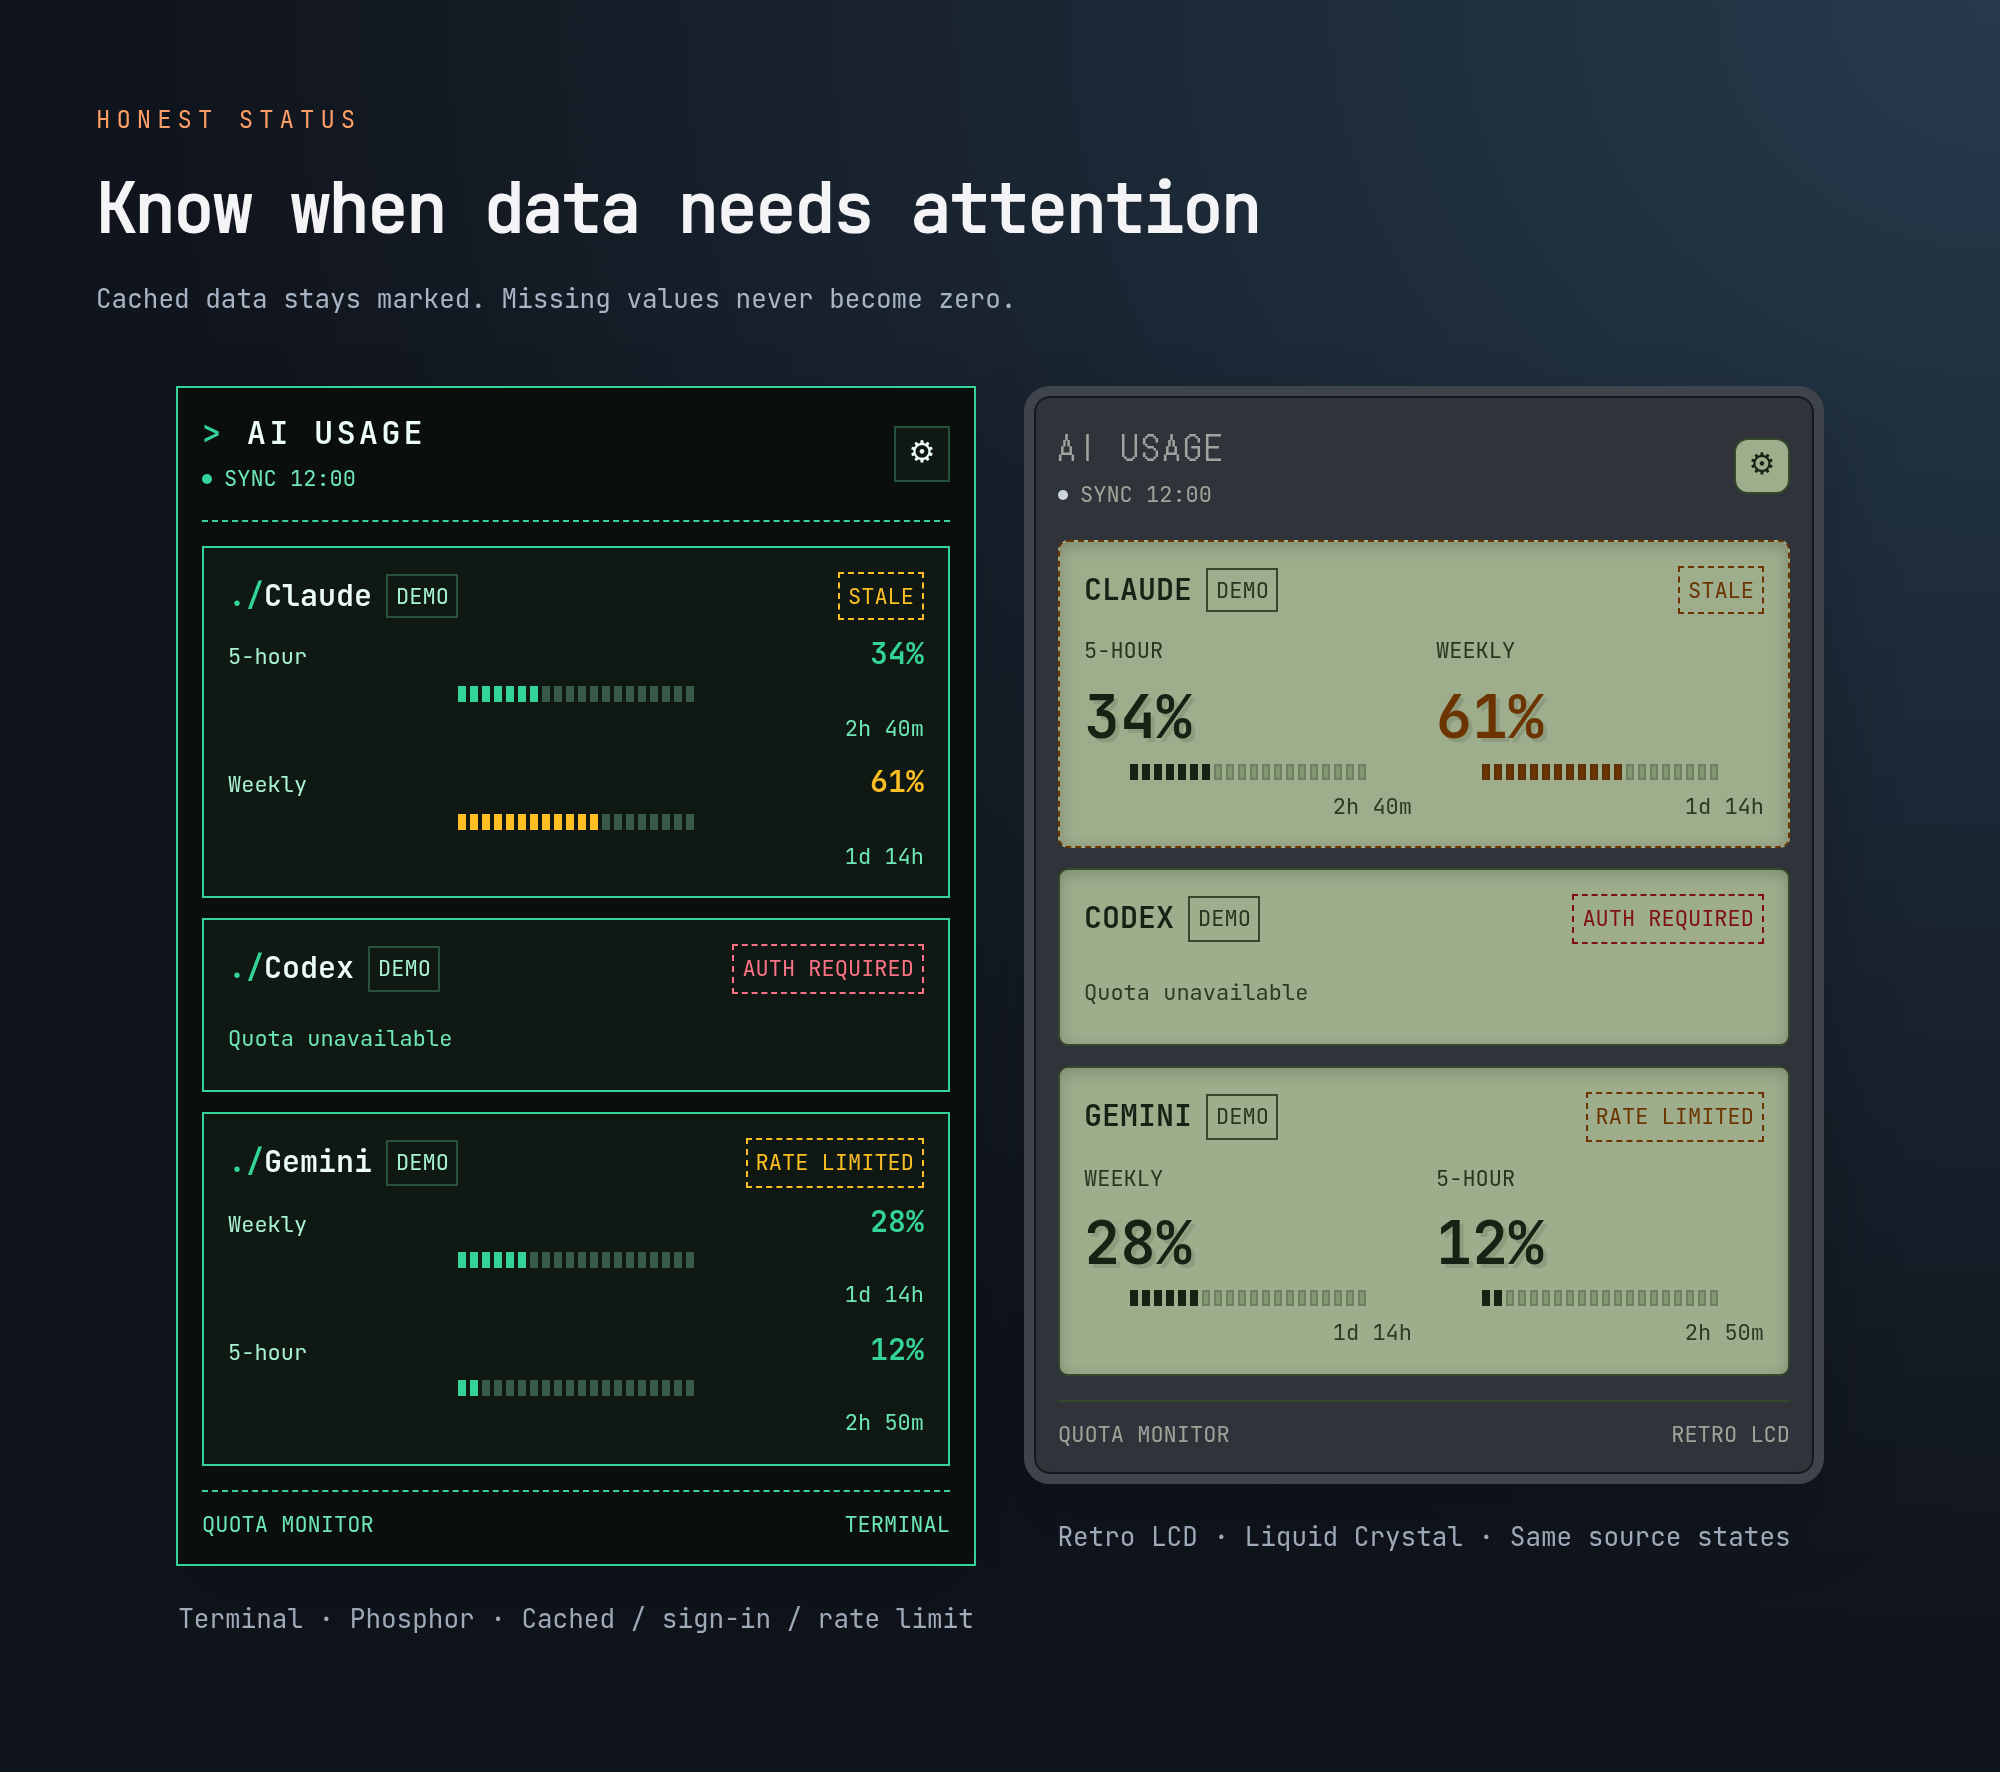 HONEST STATUS
Know when data needs attention
Cached data stays marked. Missing values never become zero.
> AI USAGE
SYNC 12:00
./Claude DEMO STALE
5-hour 34%
2h 40m
Weekly 61%
1d 14h
./Codex DEMO AUTH REQUIRED
Quota unavailable
./Gemini DEMO RATE LIMITED
Weekly 28%
1d 14h
5-hour 12%
2h 50m
QUOTA MONITOR TERMINAL
Terminal · Phosphor · Cached / sign-in / rate limit
AI USAGE
SYNC 12:00
CLAUDE DEMO STALE
5-HOUR WEEKLY
34% 61%
2h 40m 1d 14h
CODEX DEMO AUTH REQUIRED
Quota unavailable
GEMINI DEMO RATE LIMITED
WEEKLY 5-HOUR
28% 12%
1d 14h 2h 50m
QUOTA MONITOR RETRO LCD
Retro LCD · Liquid Crystal · Same source states